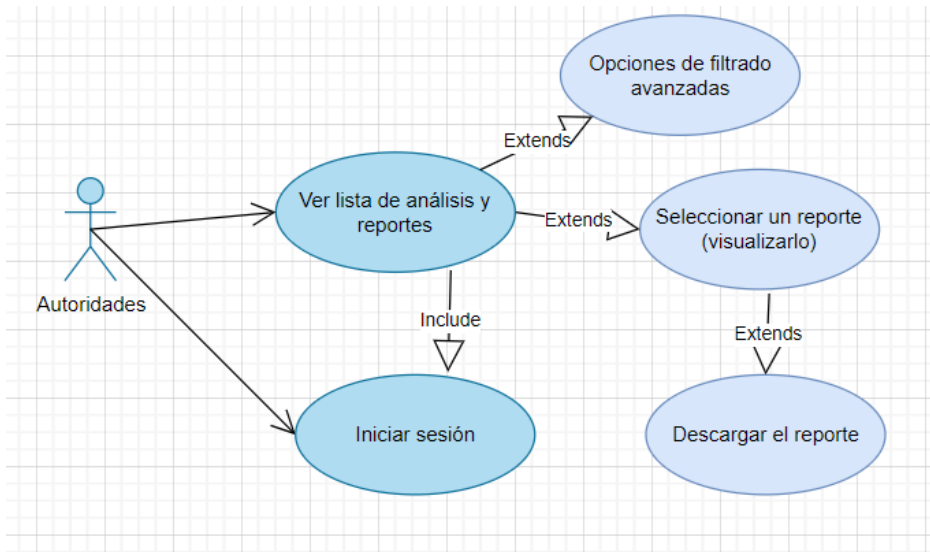 Opciones de filtrado
avanzadas
Extends
Ver lista de análisis y
reportes
Extends
Seleccionar un reporte
(visualizarlo)
Autoridades
Include
Extends
Iniciar sesión
Descargar el reporte